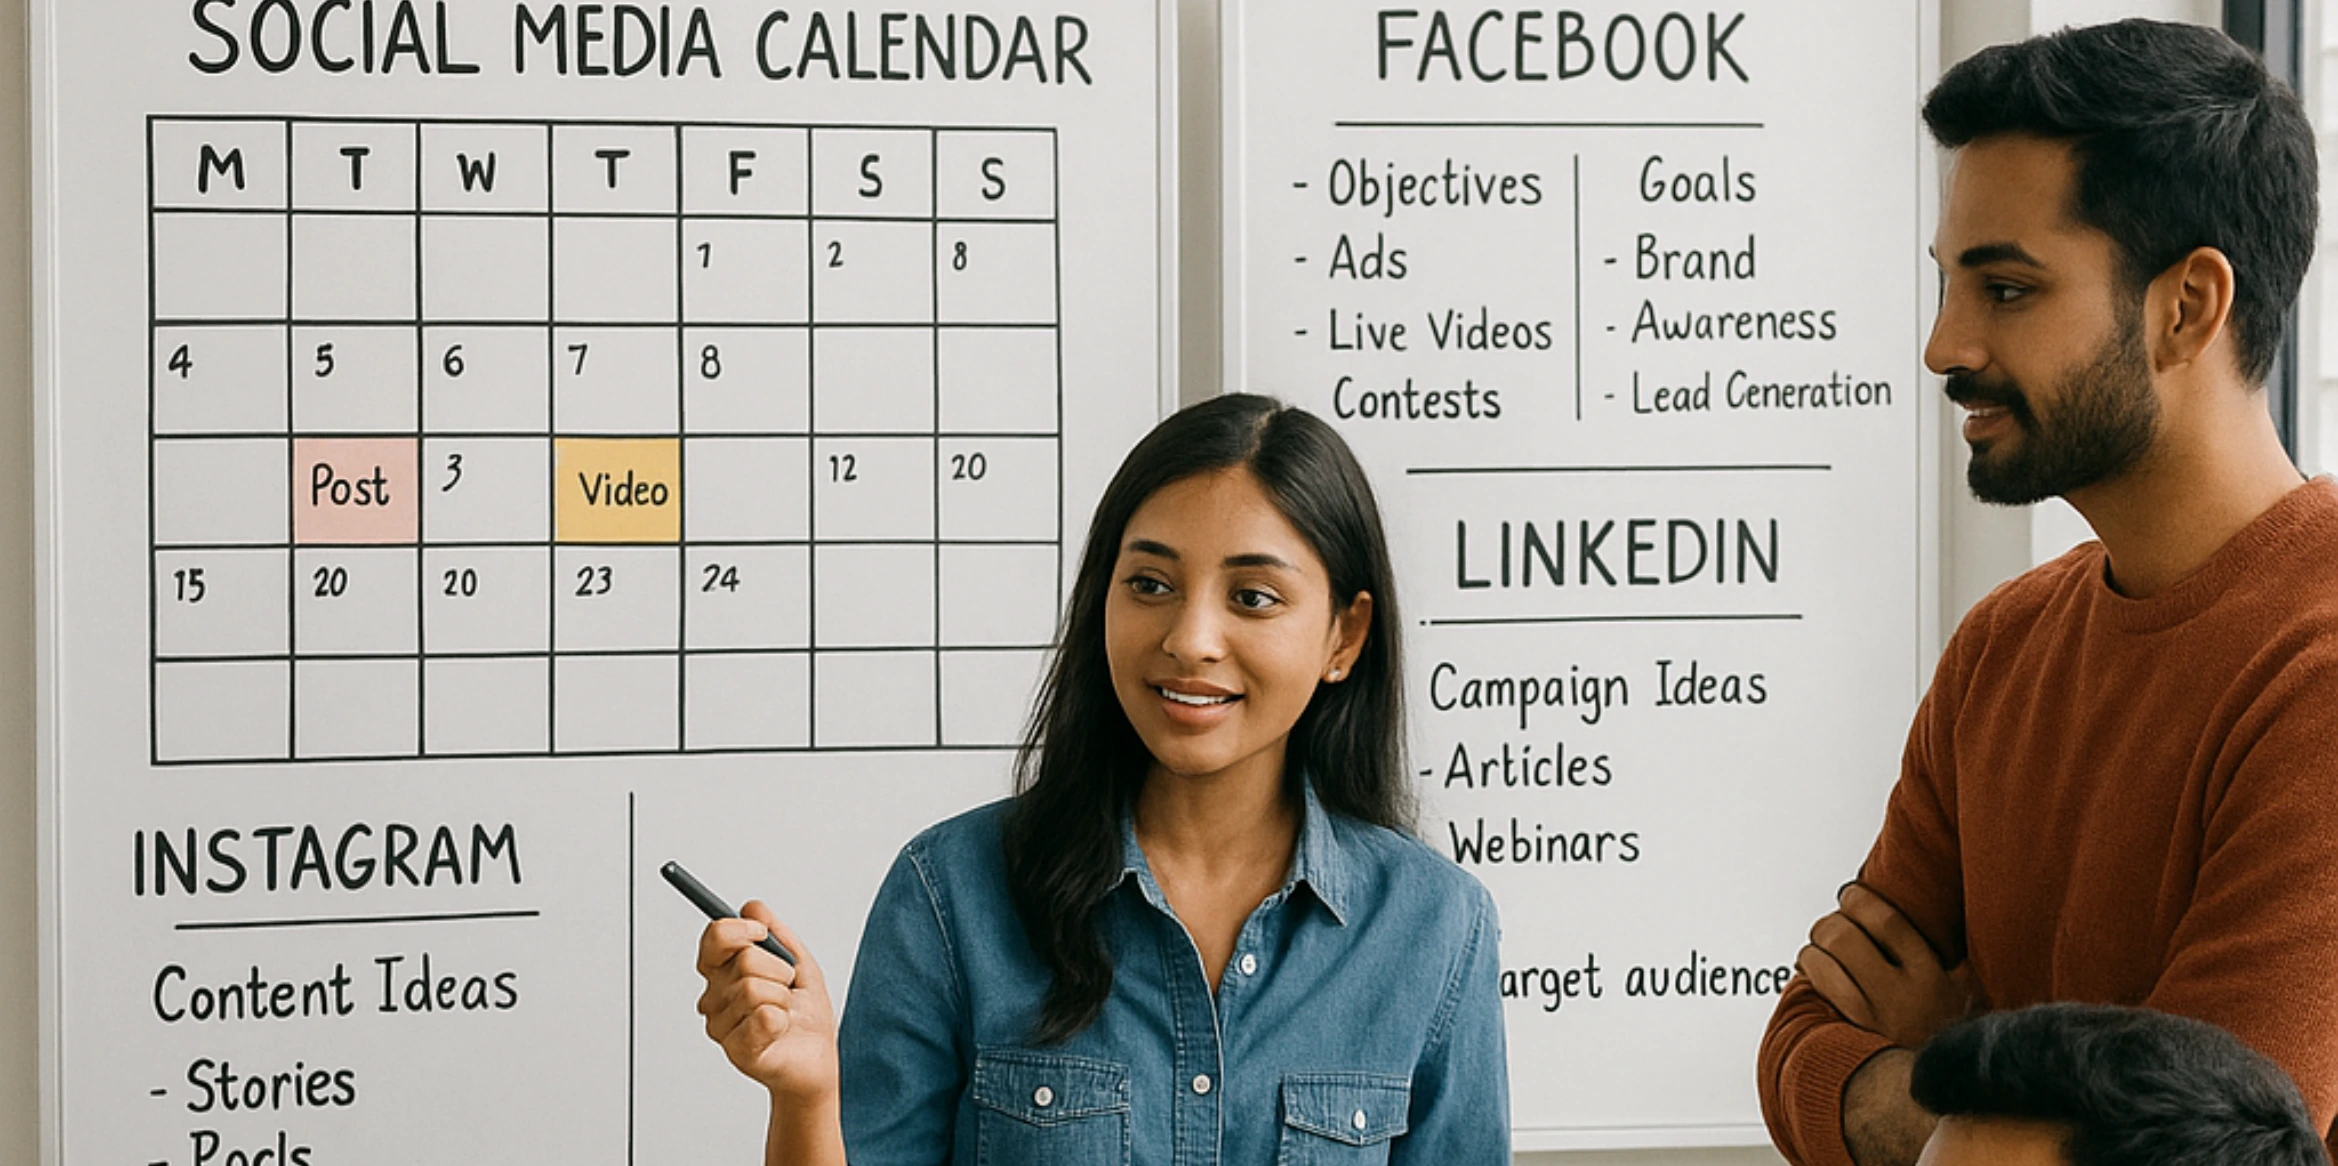 SOCIAL MEDIA CALENDAR
M T W T F S S
1 2 8
4 5 6 7 8
Post 3 Video 12 20
15 20 20 23 24
INSTAGRAM
Content Ideas
- Stories
FACEBOOK
- Objectives
- Ads
- Live Videos
Contests
Goals
- Brand
- Awareness
- Lead Generation
LINKEDIN
Campaign Ideas
- Articles
Webinars
arget audience